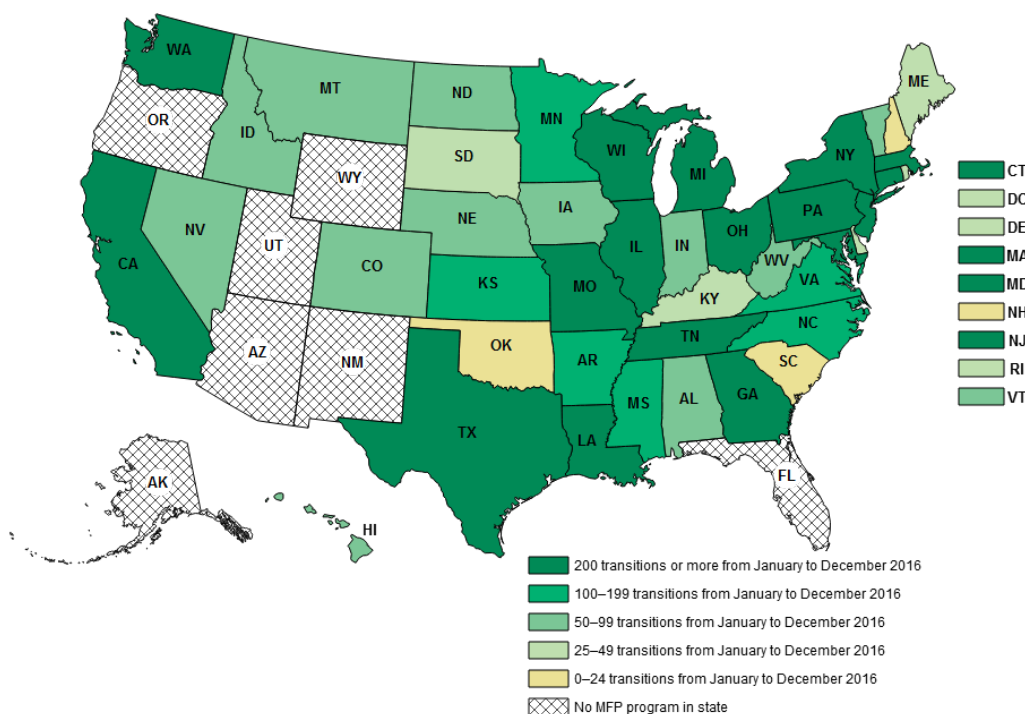 WA
ME
MT
ND
MN
OR
ID
WI
NY
SD
MI
WY
CT
PA
IA
NE
DC
OH
IN
NV
IL
DE
UT
WV
CA
CO
VA
MA
KS
MO
KY
MD
NC
TN
NH
OK
AZ
NM
AR
SC
NJ
MS
AL
GA
RI
TX
LA
VT
FL
AK
HI
200 transitions or more from January to December 2016
100–199 transitions from January to December 2016
50–99 transitions from January to December 2016
25–49 transitions from January to December 2016
0–24 transitions from January to December 2016
No MFP program in state